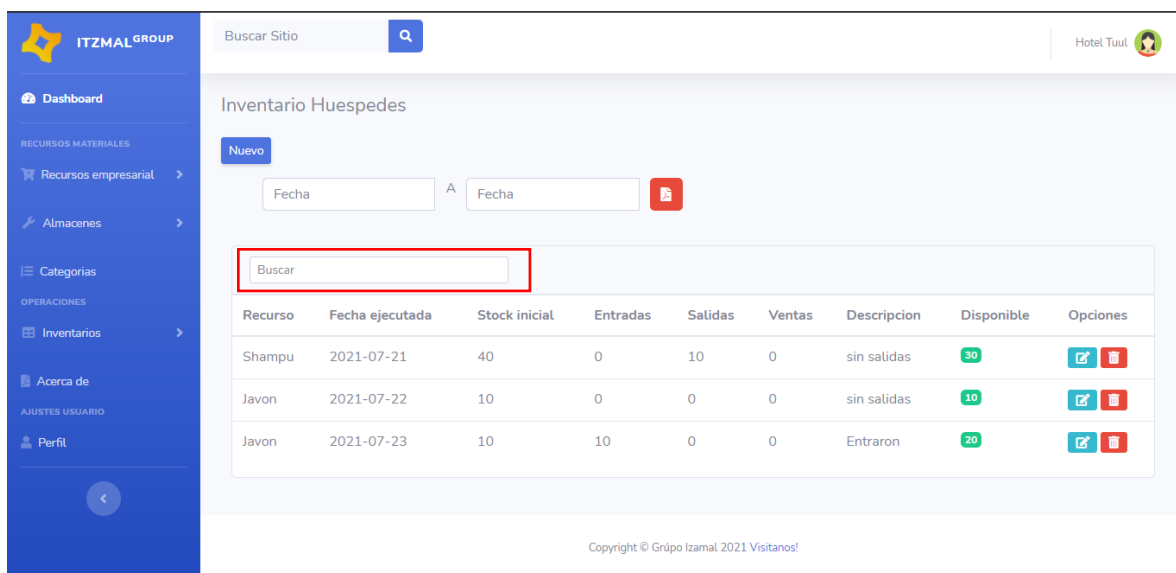 ITZMAL GROUP
Buscar Sitio
Hotel Tuul
Dashboard
RECURSOS MATERIALES
Recursos empresarial
Almacenes
Categorias
OPERACIONES
Inventarios
Acerca de
AJUSTES USUARIO
Perfil
Inventario Huespedes
Nuevo
Fecha A Fecha
Buscar
Recurso Fecha ejecutada Stock inicial Entradas Salidas Ventas Descripcion Disponible Opciones
Shampu 2021-07-21 40 0 10 0 sin salidas 30
Javon 2021-07-22 10 0 0 0 sin salidas 10
Javon 2021-07-23 10 10 0 0 Entraron 20
Copyright © Grúpo Izamal 2021 Visitanos!